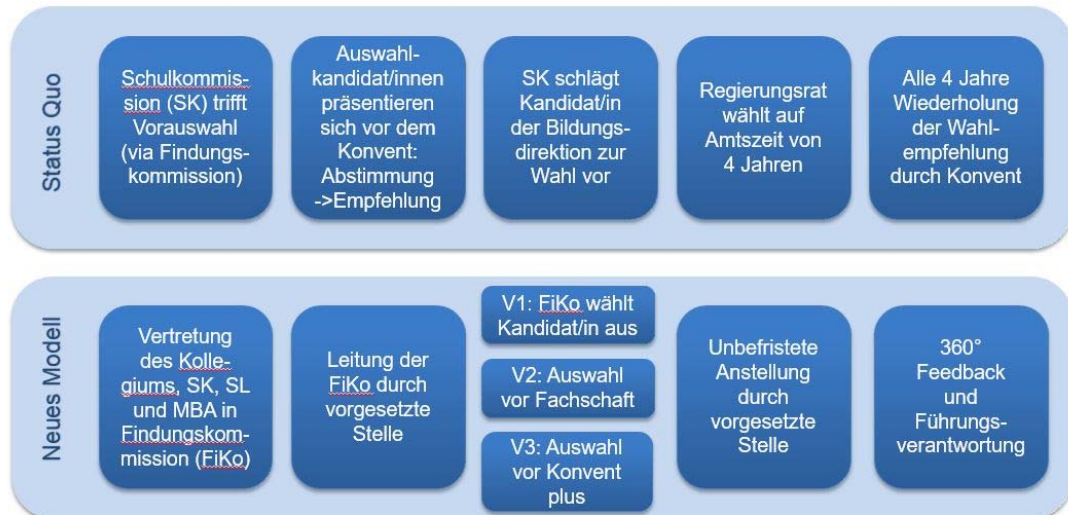 Status Quo
Schulkommis-
sion (SK) trifft
Vorauswahl
(via Findungs-
kommission)
Auswahl-
kandidat/innen
präsentieren
sich vor dem
Konvent:
Abstimmung
->Empfehlung
SK schlägt
Kandidat/in
der Bildungs-
direktion zur
Wahl vor
Regierungsrat
wählt auf
Amtszeit von
4 Jahren
Alle 4 Jahre
Wiederholung
der Wahl-
empfehlung
durch Konvent
Neues Modell
Vertretung
des Kolle-
giums, SK, SL
und MBA in
Findungskom-
mission (FiKo)
Leitung der
FiKo durch
vorgesetzte
Stelle
V1: FiKo wählt
Kandidat/in aus
V2: Auswahl
vor Fachschaft
V3: Auswahl
vor Konvent
plus
Unbefristete
Anstellung
durch
vorgesetzte
Stelle
360°
Feedback
und
Führungs-
verantwortung